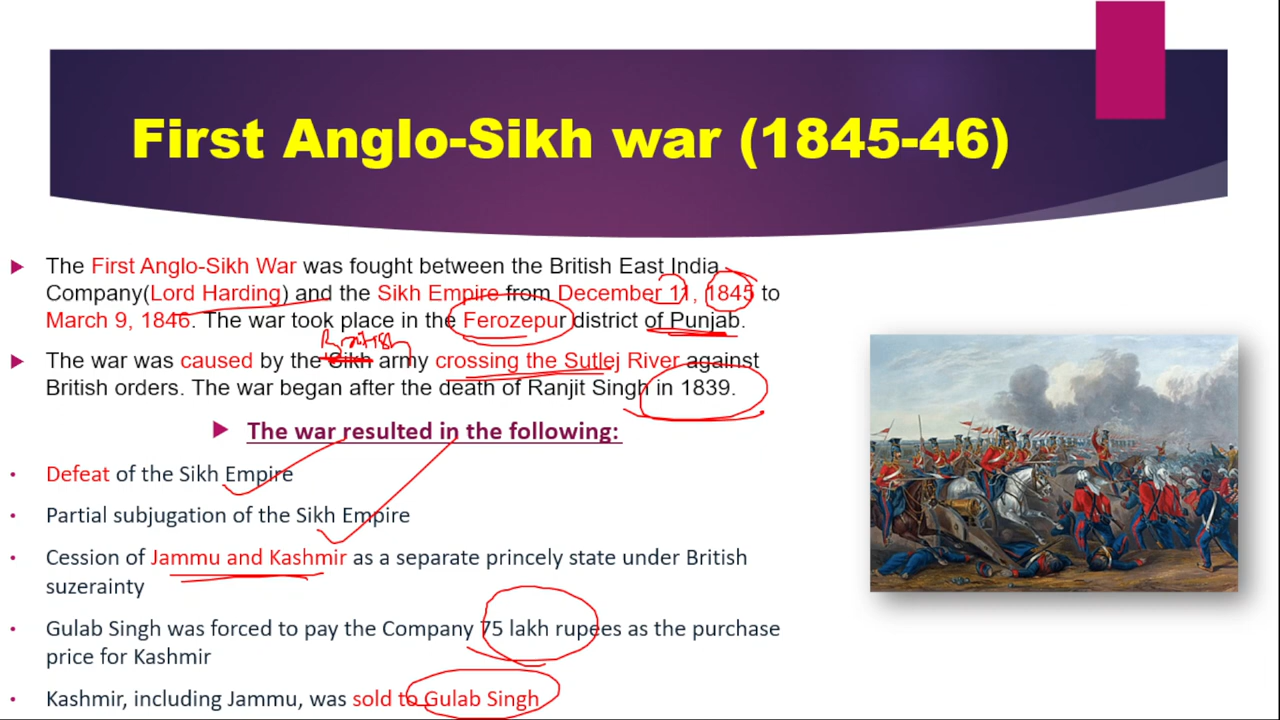 First Anglo-Sikh war (1845-46)
The First Anglo-Sikh War was fought between the British East India
Company(Lord Harding) and the Sikh Empire from December 11, 1845 to
March 9, 1846. The war took place in the Ferozepur district of Punjab.
British
The war was caused by the Sikh army crossing the Sutlej River against
British orders. The war began after the death of Ranjit Singh in 1839.
The war resulted in the following:
• Defeat of the Sikh Empire
• Partial subjugation of the Sikh Empire
• Cession of Jammu and Kashmir as a separate princely state under British
suzerainty
• Gulab Singh was forced to pay the Company 75 lakh rupees as the purchase
price for Kashmir
• Kashmir, including Jammu, was sold to Gulab Singh